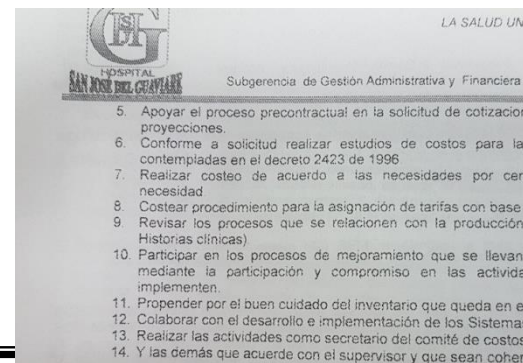 LA SALUD UN
HOSPITAL
SAN JOSE DEL GUAVIARE
Subgerencia de Gestión Administrativa y Financiera
5. Apoyar el proceso precontractual en la solicitud de cotizacion
proyecciones.
6. Conforme a solicitud realizar estudios de costos para la
contempladas en el decreto 2423 de 1996.
7. Realizar costeo de acuerdo a las necesidades por cer
necesidad
8. Costear procedimiento para la asignación de tarifas con base
9. Revisar los procesos que se relacionen con la producción
Historias clínicas).
10. Participar en los procesos de mejoramiento que se llevan
mediante la participación y compromiso en las activida
implementen.
11. Propender por el buen cuidado del inventario que queda en e
12. Colaborar con el desarrollo e implementación de los Sistema
13. Realizar las actividades como secretario del comité de costos
14. Y las demás que acuerde con el supervisor y que sean coher